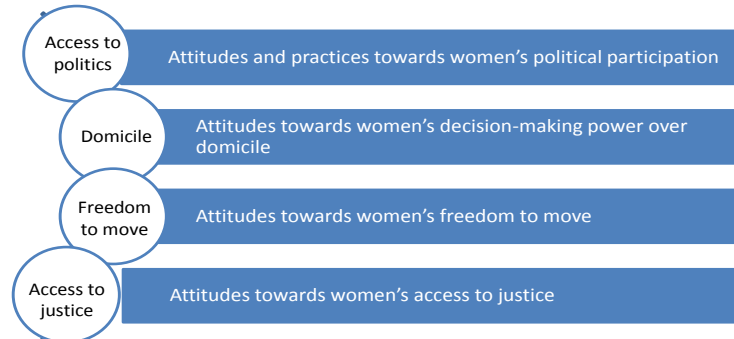 Access to
politics
Attitudes and practices towards women's political participation
Domicile
Attitudes towards women's decision-making power over
domicile
Freedom
to move
Attitudes towards women's freedom to move
Access to
justice
Attitudes towards women's access to justice